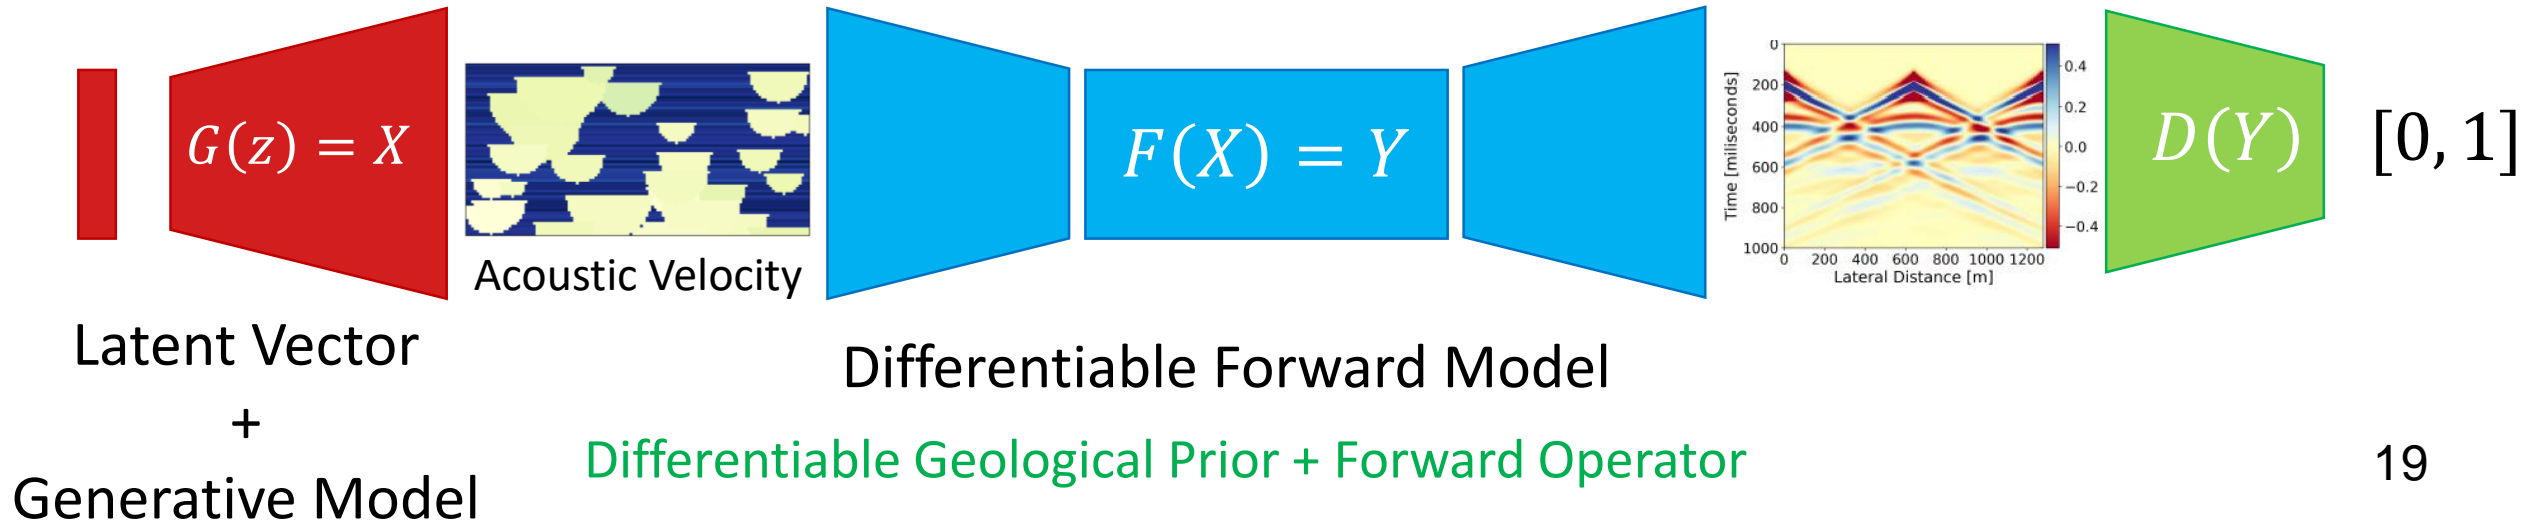 G(z) = X
Acoustic Velocity
F(X) = Y
Time [miliseconds]
0
200
400
600
800
1000
0 200 400 600 800 1000 1200
Lateral Distance [m]
0.4
0.2
0.0
−0.2
−0.4
D(Y)
[0, 1]
Latent Vector
+
Generative Model
Differentiable Forward Model
Differentiable Geological Prior + Forward Operator
19